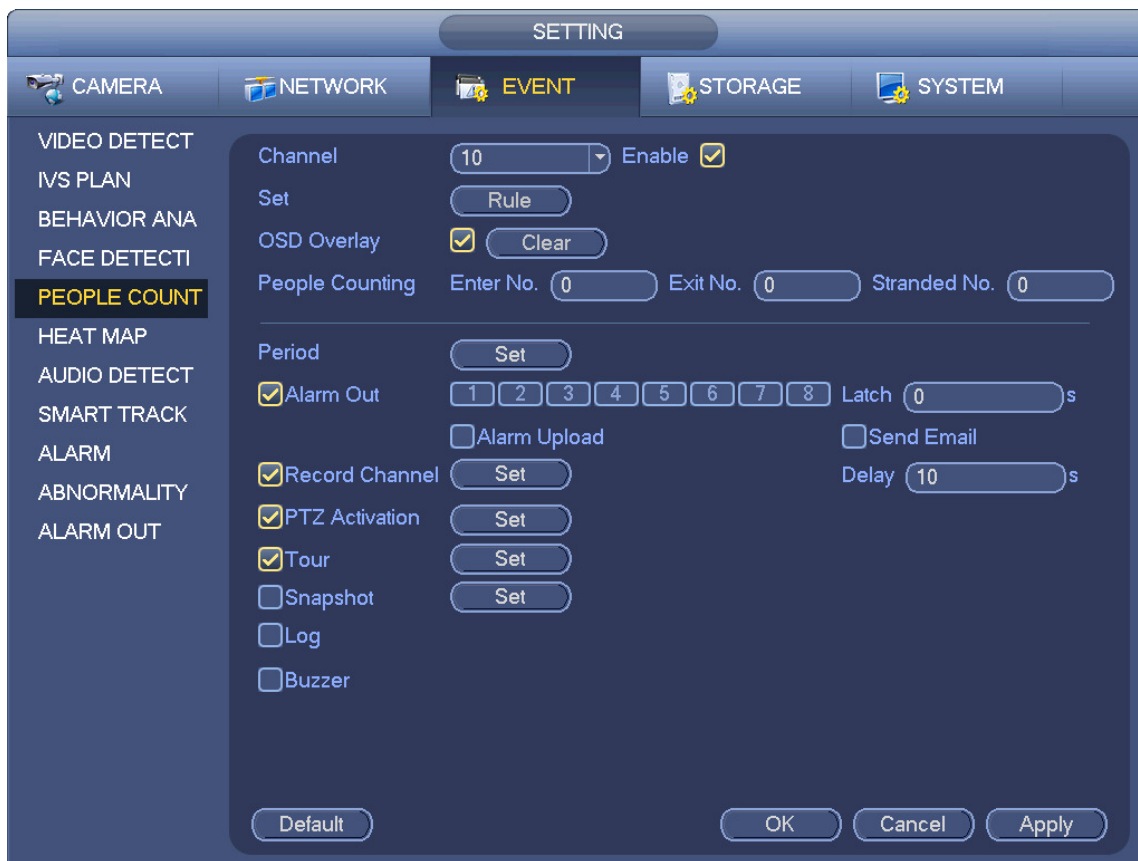 SETTING
CAMERA NETWORK EVENT STORAGE SYSTEM
VIDEO DETECT
IVS PLAN
BEHAVIOR ANA
FACE DETECTI
PEOPLE COUNT
HEAT MAP
AUDIO DETECT
SMART TRACK
ALARM
ABNORMALITY
ALARM OUT
Channel 10 Enable
Set Rule
OSD Overlay Clear
People Counting Enter No. 0 Exit No. 0 Stranded No. 0
Period Set
Alarm Out 1 2 3 4 5 6 7 8 Latch 0 s
Alarm Upload Send Email
Record Channel Set Delay 10 s
PTZ Activation Set
Tour Set
Snapshot Set
Log
Buzzer
Default OK Cancel Apply